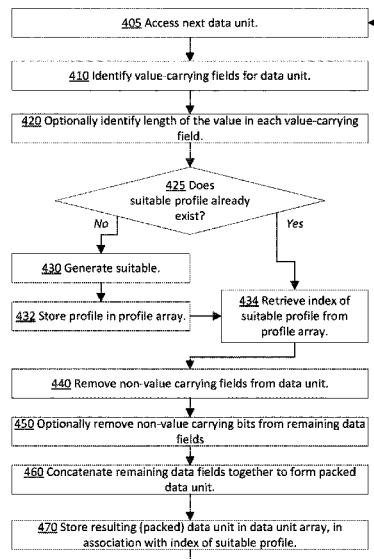 405 Access next data unit.
410 Identify value-carrying fields for data unit.
420 Optionally identify length of the value in each value-carrying
field.
425 Does
suitable profile already
exist?
No
Yes
430 Generate suitable.
432 Store profile in profile array.
434 Retrieve index of
suitable profile from
profile array.
440 Remove non-value carrying fields from data unit.
450 Optionally remove non-value carrying bits from remaining data
fields
460 Concatenate remaining data fields together to form packed
data unit.
470 Store resulting (packed) data unit in data unit array, in
association with index of suitable profile.